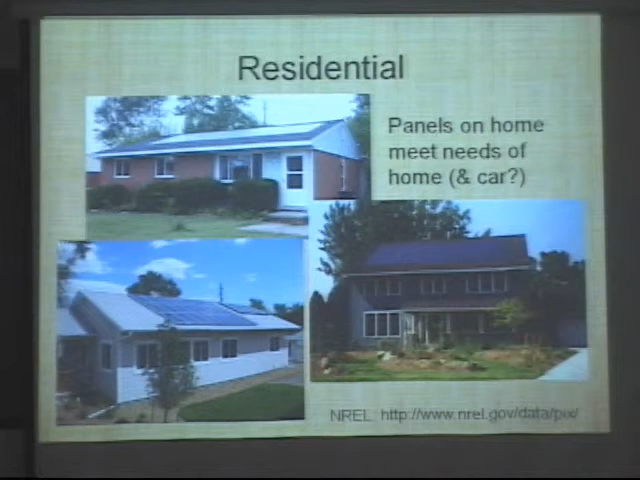 Residential
Panels on home
meet needs of
home (& car?)
NREL: http://www.nrel.gov/data/pix/